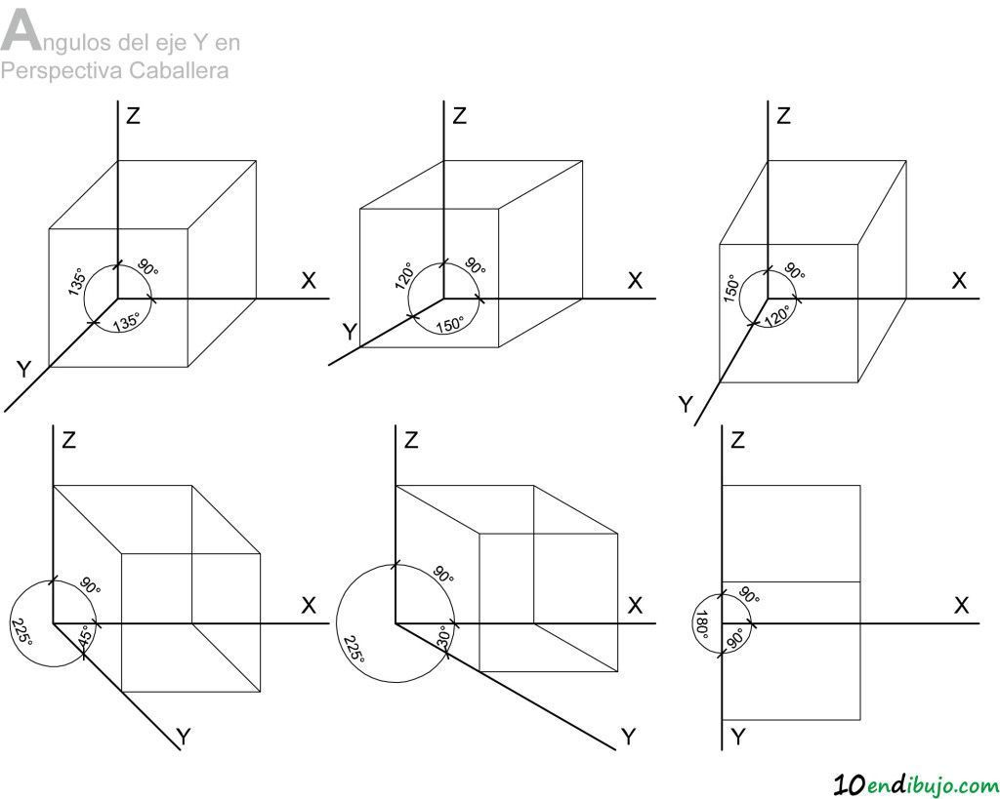 Angulos del eje Y en
Perspectiva Caballera
Z
90°
135°
X
135°
Y
Z
90°
120°
X
150°
Y
Z
90°
150°
X
120°
Y
Z
90°
X
225°
45°
Y
Z
90°
X
225°
30°
Y
Z
90°
X
180°
90°
Y
10endibujo.com